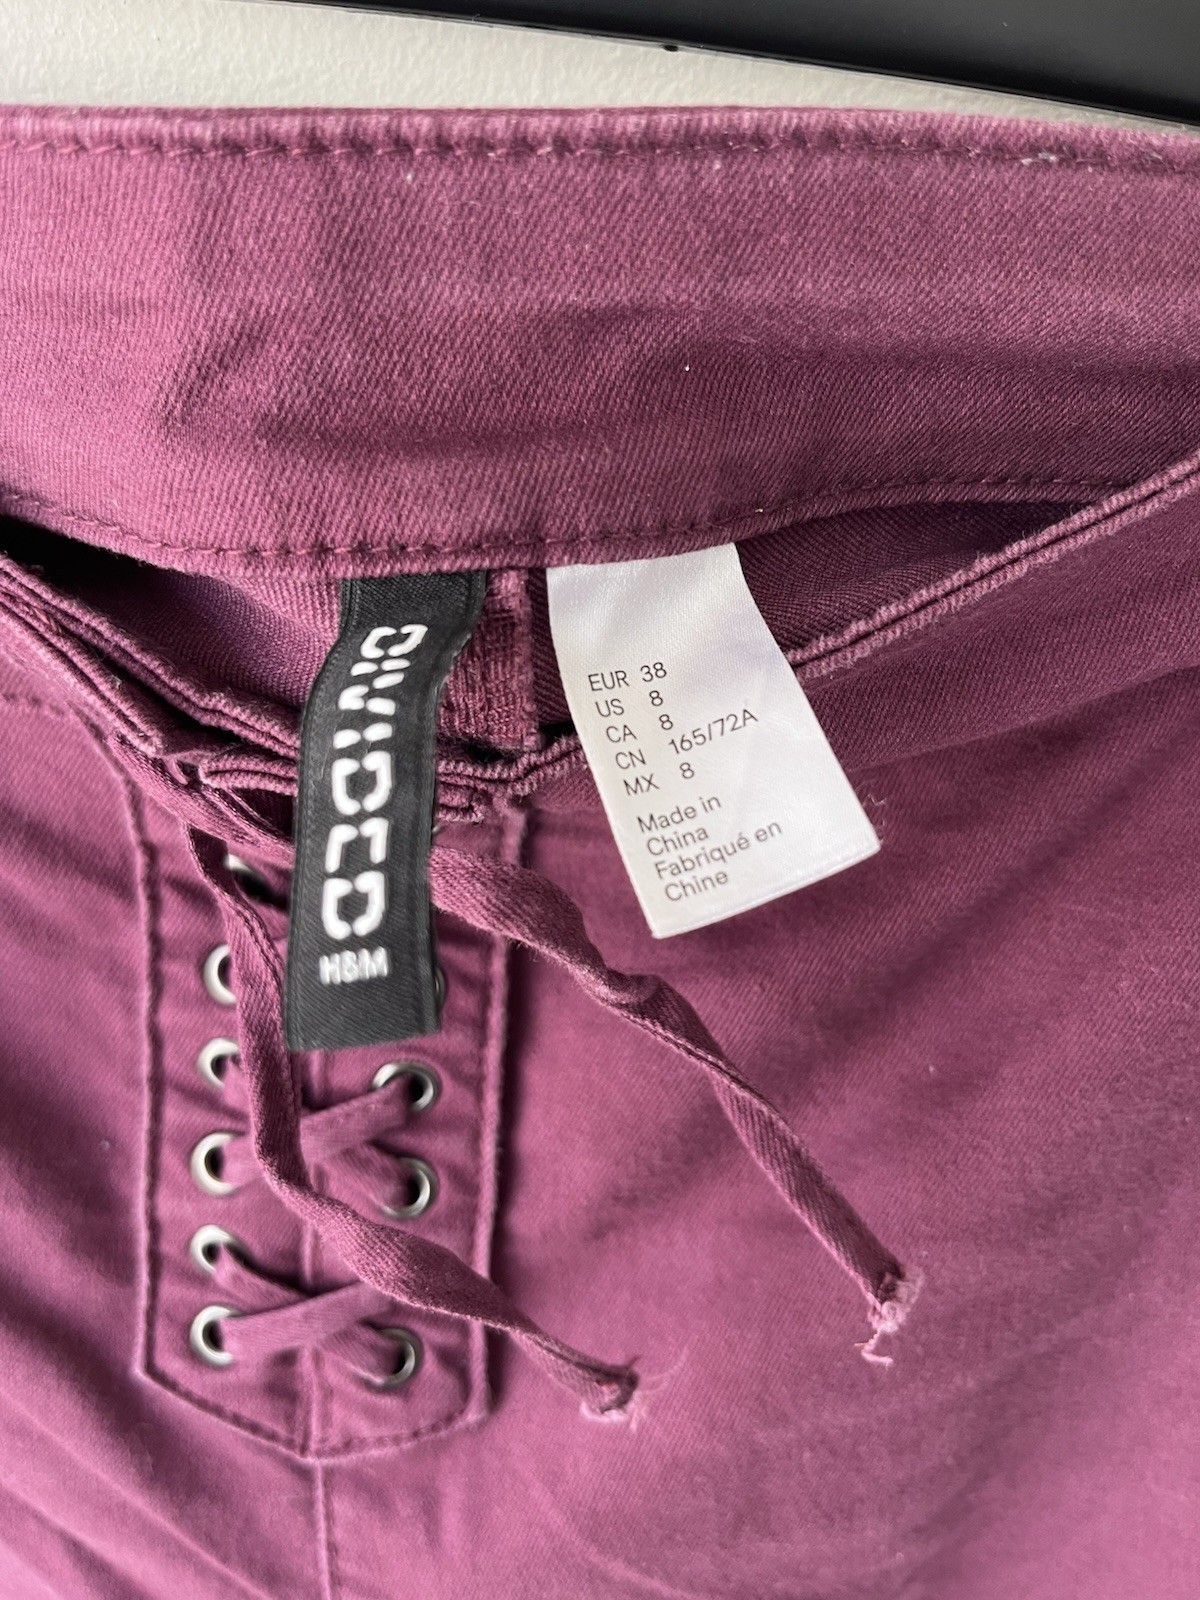 DIVIDED
H&M
EUR 38
US 8
CA 8
CN 165/72A
MX 8
Made in
China
Fabriqué en
Chine